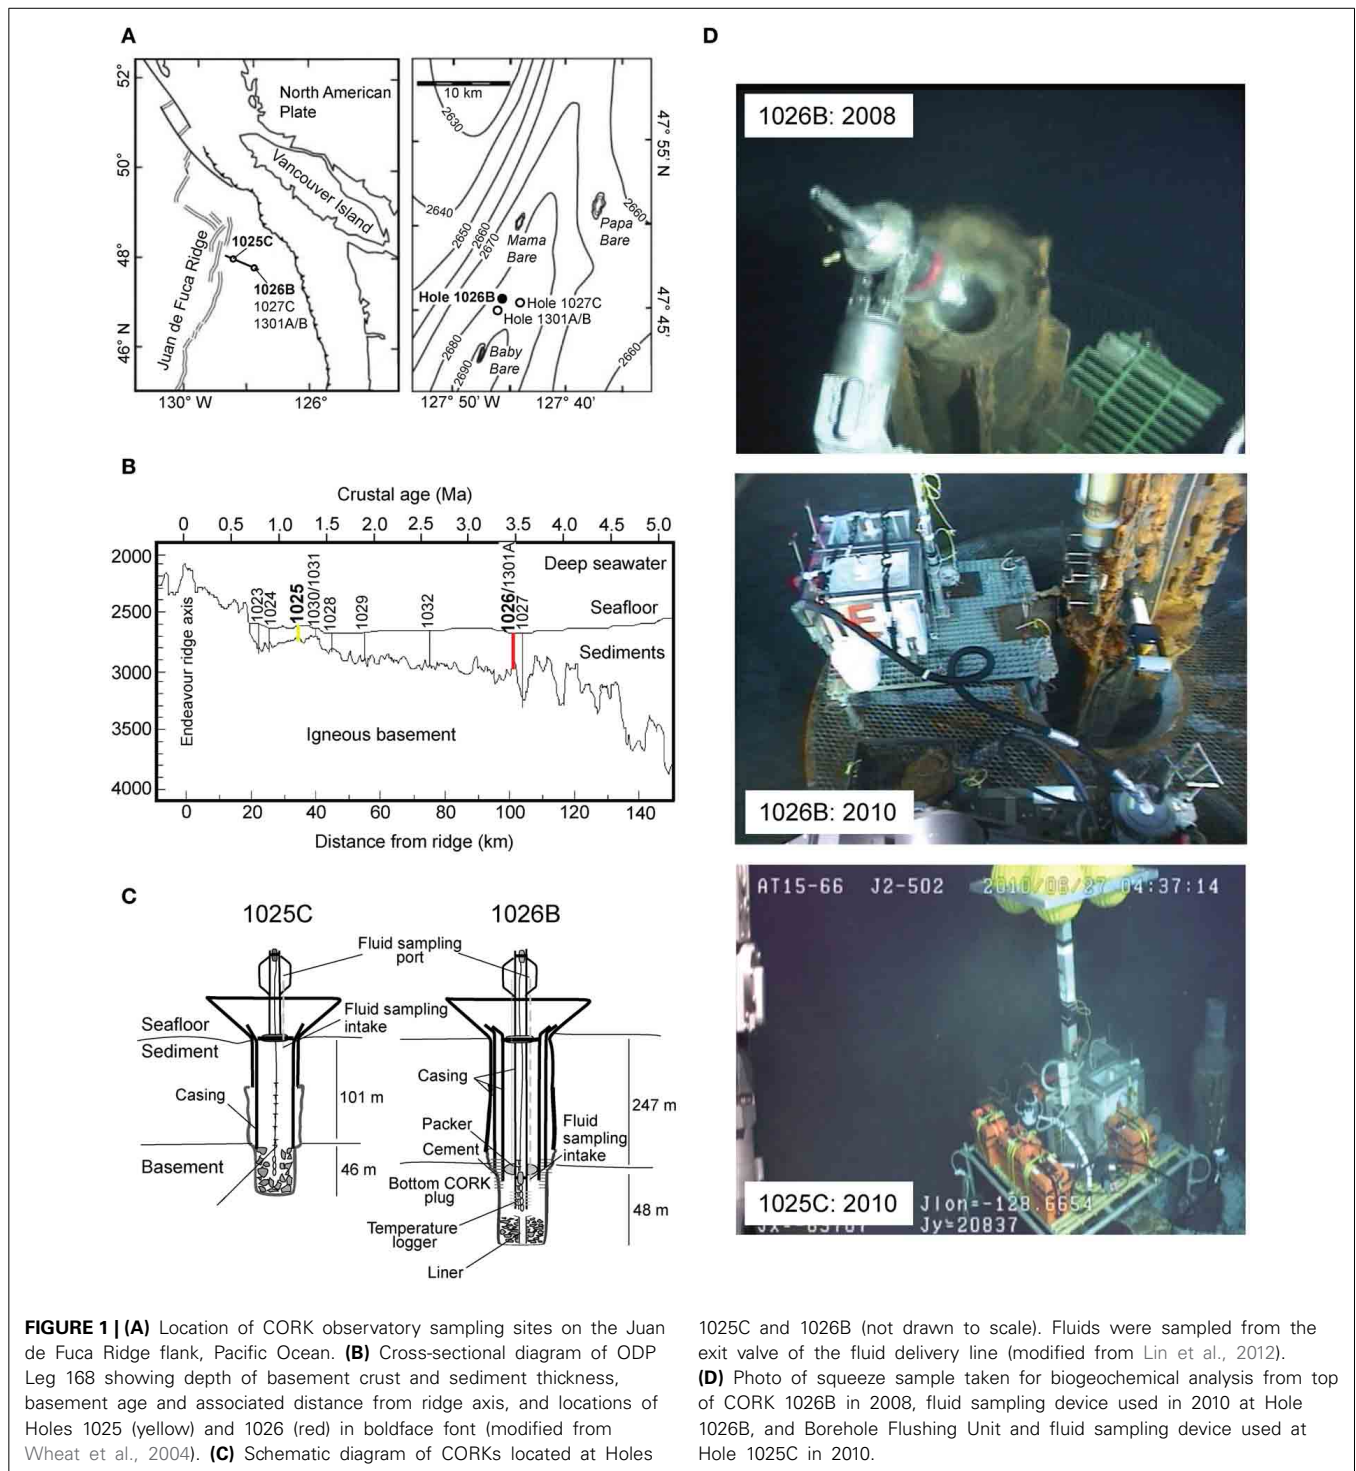 A
52°
50°
48°
46° N
130° W
126°
North American
Plate
Vancouver Island
Juan de Fuca Ridge
1025C
1026B
1027C
1301A/B
10 km
2630
2640
2650
2660
2670
2680
2690
2660
2660
47° 55' N
47° 45'
127° 50' W
127° 40'
Mama
Bare
Papa
Bare
Hole 1026B
Hole 1027C
Hole 1301A/B
Baby
Bare
B
Crustal age (Ma)
0 0.5 1.0 1.5 2.0 2.5 3.0 3.5 4.0 4.5 5.0
2000
2500
3000
3500
4000
Endeavour ridge axis
1023
1024
1025
1030/1031
1028
1029
1032
1026/1301A
1027
Deep seawater
Seafloor
Sediments
Igneous basement
0 20 40 60 80 100 120 140
Distance from ridge (km)
C
1025C
1026B
Fluid sampling
port
Fluid sampling
intake
Seafloor
Sediment
Casing
101 m
Basement
46 m
Casing
Packer
Cement
Bottom CORK
plug
Temperature
logger
Liner
Fluid
sampling
intake
247 m
48 m
D
1026B: 2008
1026B: 2010
AT15-66 J2-502 2010/08/27 04:37:14
1025C: 2010
Jlon=-128.6654
Jy=20837
FIGURE 1 | (A) Location of CORK observatory sampling sites on the Juan
de Fuca Ridge flank, Pacific Ocean. (B) Cross-sectional diagram of ODP
Leg 168 showing depth of basement crust and sediment thickness,
basement age and associated distance from ridge axis, and locations of
Holes 1025 (yellow) and 1026 (red) in boldface font (modified from
Wheat et al., 2004). (C) Schematic diagram of CORKs located at Holes
1025C and 1026B (not drawn to scale). Fluids were sampled from the
exit valve of the fluid delivery line (modified from Lin et al., 2012).
(D) Photo of squeeze sample taken for biogeochemical analysis from top
of CORK 1026B in 2008, fluid sampling device used in 2010 at Hole
1026B, and Borehole Flushing Unit and fluid sampling device used at
Hole 1025C in 2010.